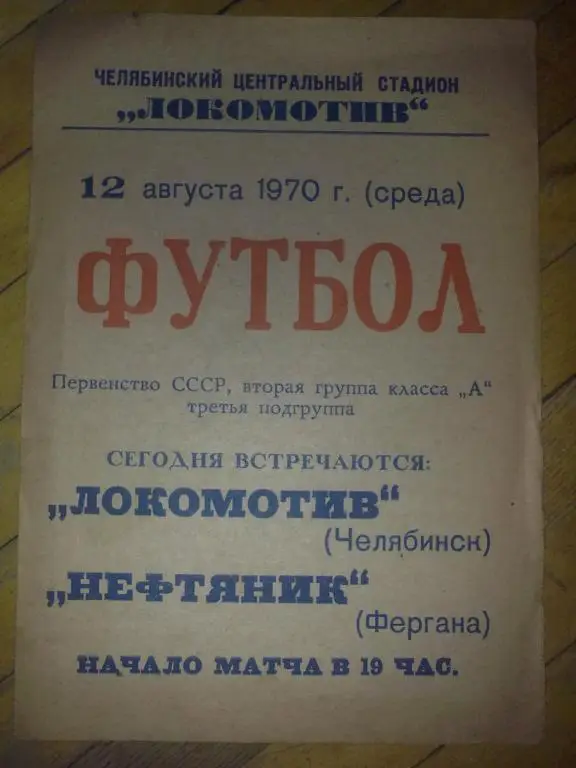 ЧЕЛЯБИНСКИЙ ЦЕНТРАЛЬНЫЙ СТАДИОН
„ЛОКОМОТИВ“
12 августа 1970 г. (среда)
ФУТБОЛ
Первенство СССР, вторая группа класса „А“
третья подгруппа
СЕГОДНЯ ВСТРЕЧАЮТСЯ:
„ЛОКОМОТИВ“
(Челябинск)
„НЕФТЯНИК“
(Фергана)
НАЧАЛО МАТЧА В 19 ЧАС.